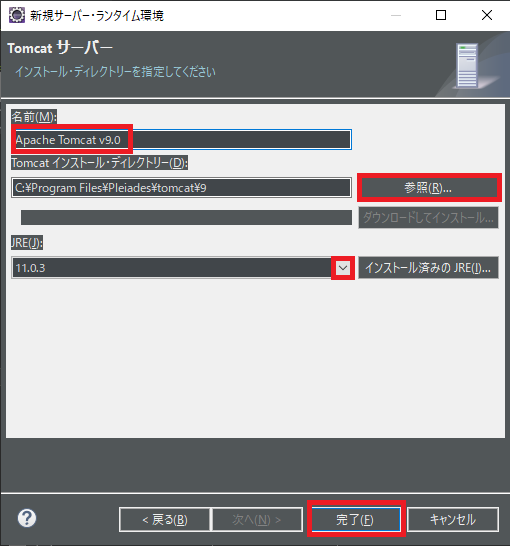 新規サーバー・ランタイム環境
Tomcat サーバー
インストール・ディレクトリーを指定してください
名前(M):
Apache Tomcat v9.0
Tomcat インストール・ディレクトリー(D):
C:¥Program Files¥Pleiades¥tomcat¥9
参照(R)...
ダウンロードしてインストール...
JRE(J):
11.0.3
インストール済みの JRE(I)...
?
< 戻る(B)
次へ(N) >
完了(F)
キャンセル